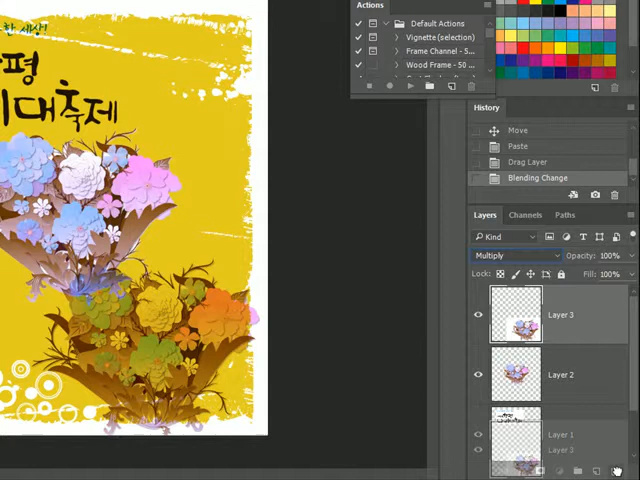 한 세상!
평
대축제
Actions
Default Actions
Vignette (selection)
Frame Channel - 5...
Wood Frame - 50 ...
History
Move
Paste
Drag Layer
Blending Change
Layers Channels Paths
Kind
Multiply Opacity: 100%
Lock: Fill: 100%
Layer 3
Layer 2
Layer 1
Layer 3